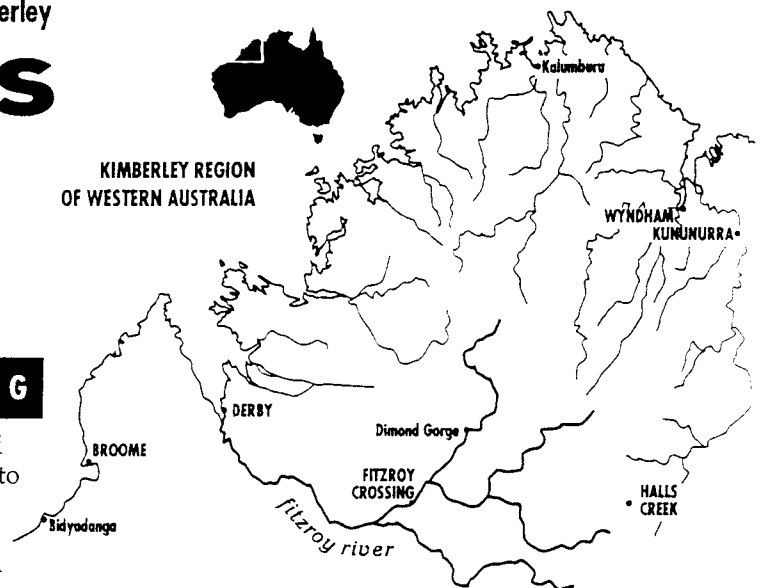 erley
S
Kalumburu
KIMBERLEY REGION
OF WESTERN AUSTRALIA
WYNDHAM
KUNUNURRA
G
DERBY
Dimond Gorge
BROOME
to
FITZROY
CROSSING
HALLS
CREEK
Bidyadanga
fitzroy river